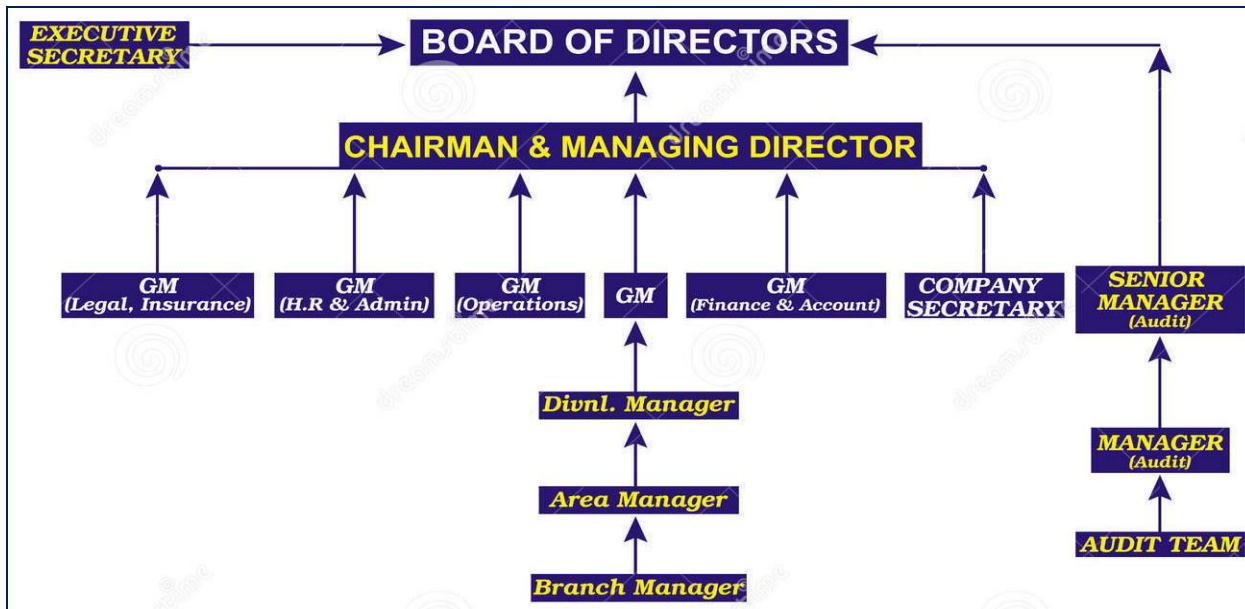 EXECUTIVE
SECRETARY
BOARD OF DIRECTORS
CHAIRMAN & MANAGING DIRECTOR
GM
(Legal, Insurance)
GM
(H.R & Admin)
GM
(Operations)
GM
GM
(Finance & Account)
COMPANY
SECRETARY
SENIOR
MANAGER
(Audit)
Divnl. Manager
MANAGER
(Audit)
Area Manager
AUDIT TEAM
Branch Manager